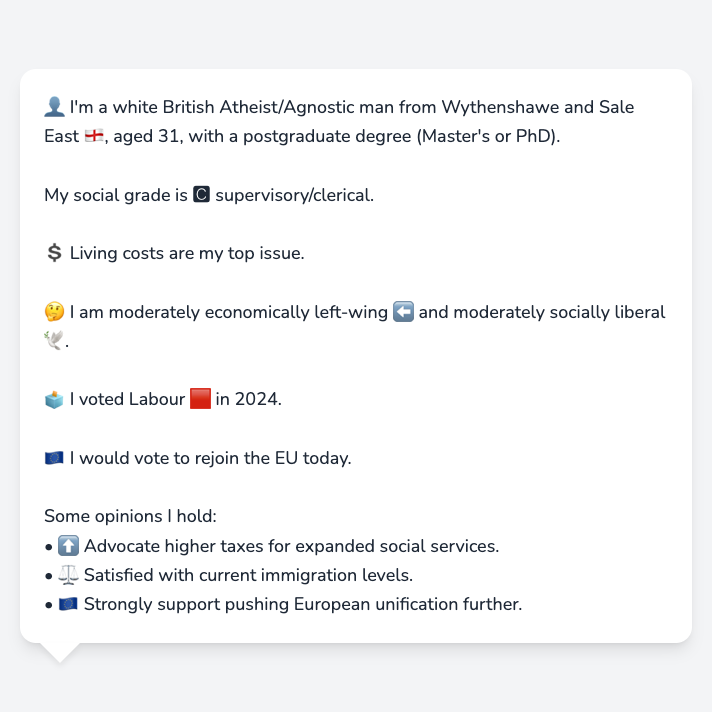 👤 I'm a white British Atheist/Agnostic man from Wythenshawe and Sale
East 🏴󠁧󠁢󠁥󠁮󠁧󠁿, aged 31, with a postgraduate degree (Master's or PhD).
My social grade is 🅲 supervisory/clerical.
💲 Living costs are my top issue.
🤔 I am moderately economically left-wing ⬅️ and moderately socially liberal
🕊️.
🗳️ I voted Labour 🟥 in 2024.
🇪🇺 I would vote to rejoin the EU today.
Some opinions I hold:
• ⬆️ Advocate higher taxes for expanded social services.
• ⚖️ Satisfied with current immigration levels.
• 🇪🇺 Strongly support pushing European unification further.